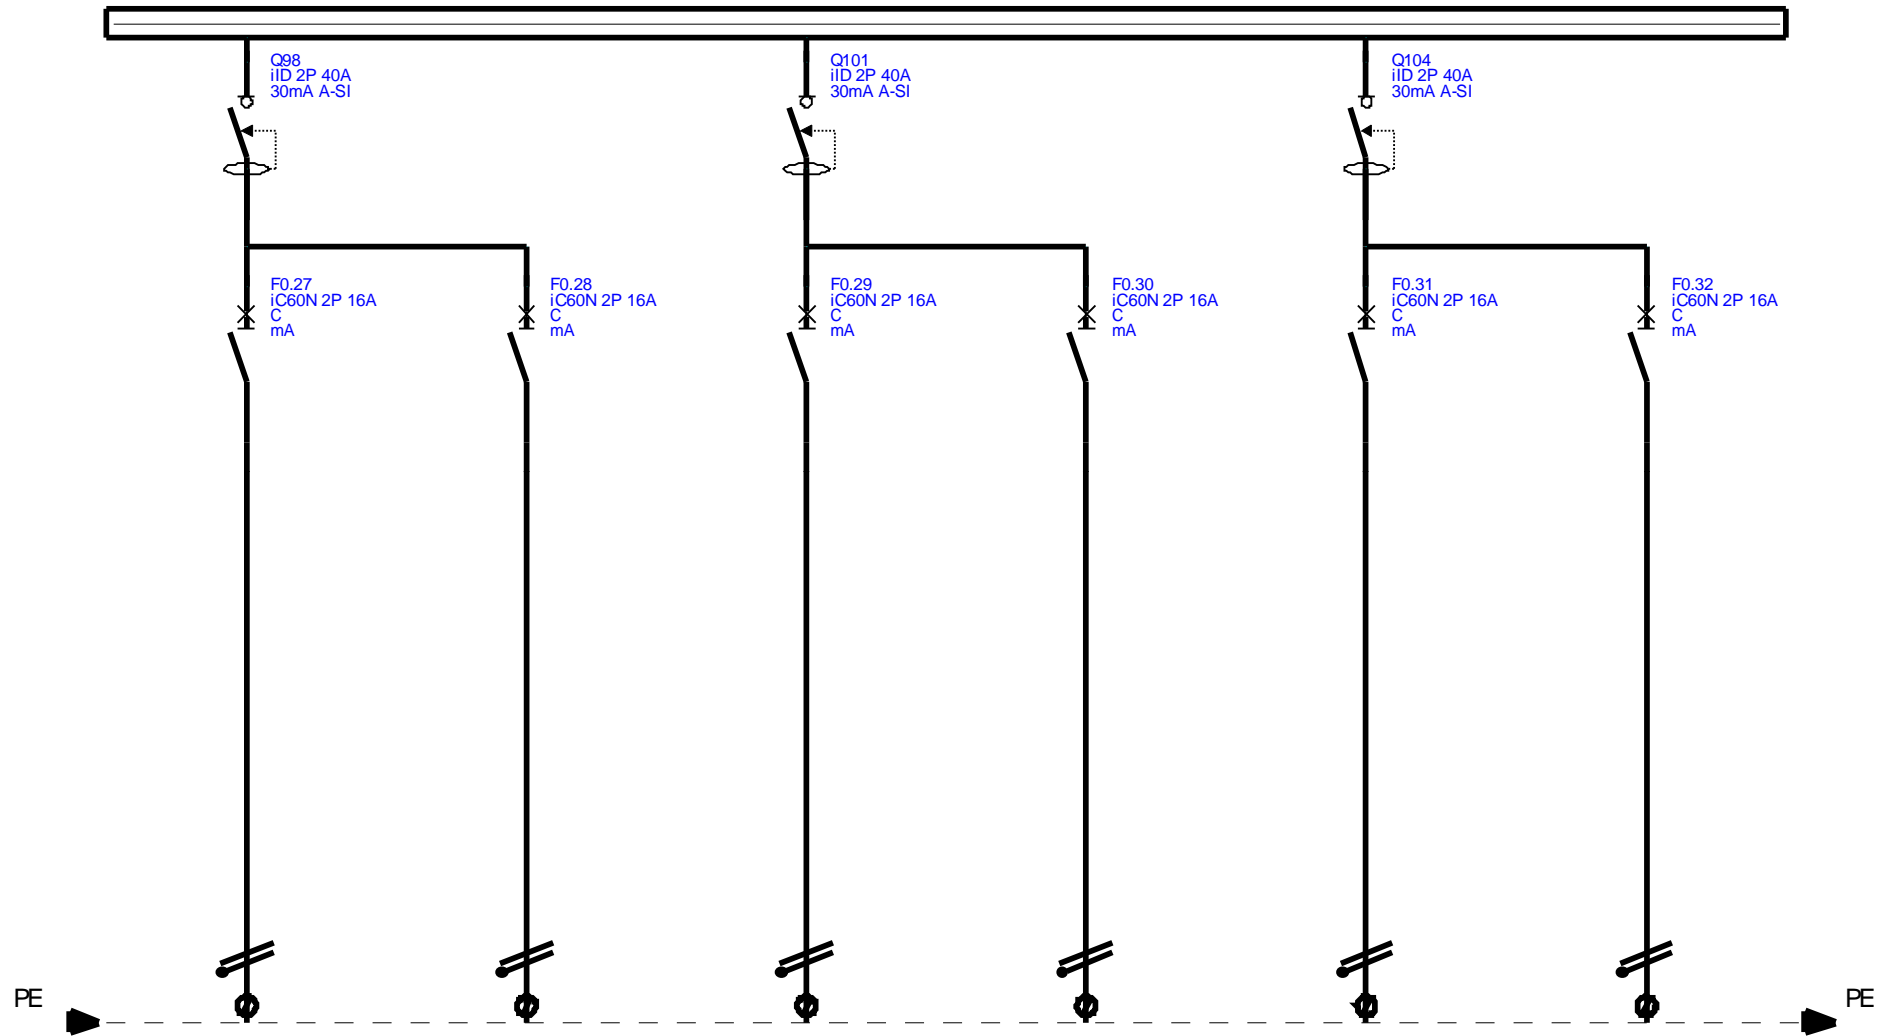 Q98
iID 2P 40A
30mA A-SI
Q101
iID 2P 40A
30mA A-SI
Q104
iID 2P 40A
30mA A-SI
F0.27
iC60N 2P 16A
C
mA
F0.28
iC60N 2P 16A
C
mA
F0.29
iC60N 2P 16A
C
mA
F0.30
iC60N 2P 16A
C
mA
F0.31
iC60N 2P 16A
C
mA
F0.32
iC60N 2P 16A
C
mA
PE
PE